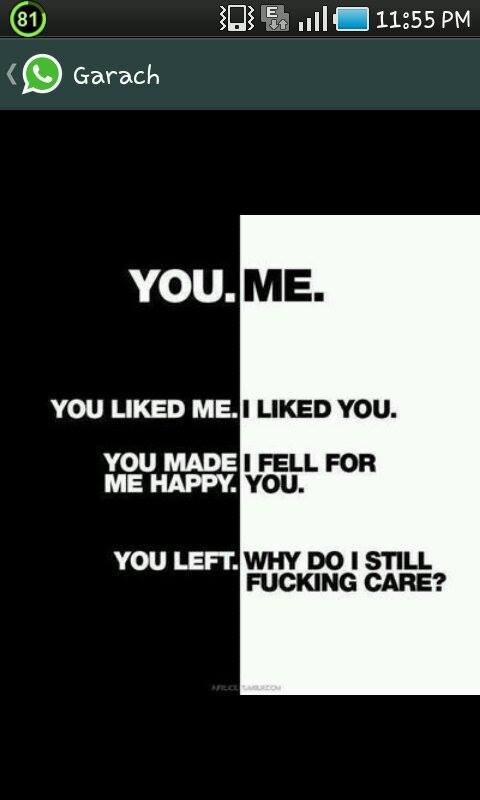 81 E 11:55 PM
Garach
YOU. ME.
YOU LIKED ME. I LIKED YOU.
YOU MADE I FELL FOR
ME HAPPY. YOU.
YOU LEFT. WHY DO I STILL
FUCKING CARE?